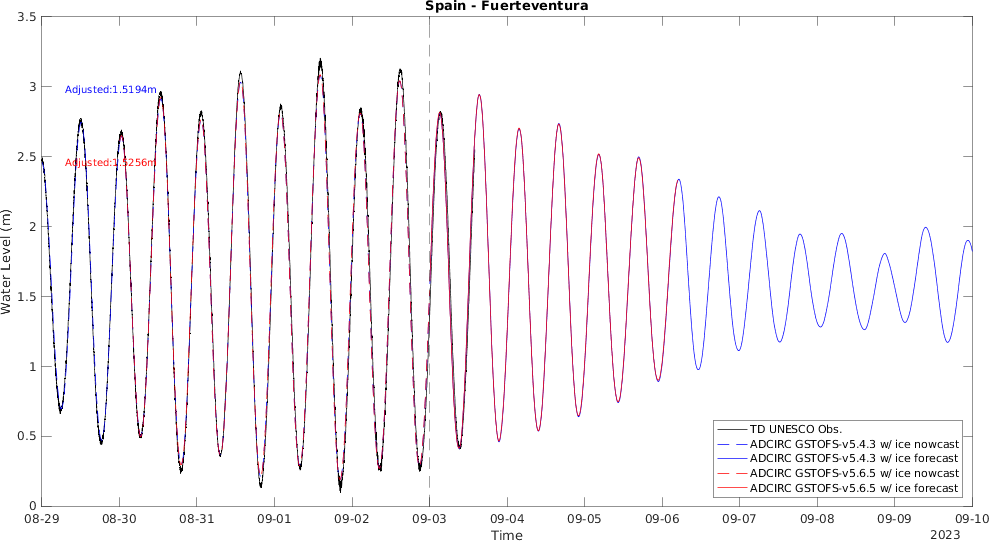 Spain - Fuerteventura
3.5
3
2.5
2
1.5
1
0.5
0
Water Level (m)
Adjusted:1.5194m
Adjusted:1.5256m
TD UNESCO Obs.
ADCIRC GSTOFS-v5.4.3 w/ ice nowcast
ADCIRC GSTOFS-v5.4.3 w/ ice forecast
ADCIRC GSTOFS-v5.6.5 w/ ice nowcast
ADCIRC GSTOFS-v5.6.5 w/ ice forecast
08-29 08-30 08-31 09-01 09-02 09-03 09-04 09-05 09-06 09-07 09-08 09-09 09-10
Time
2023